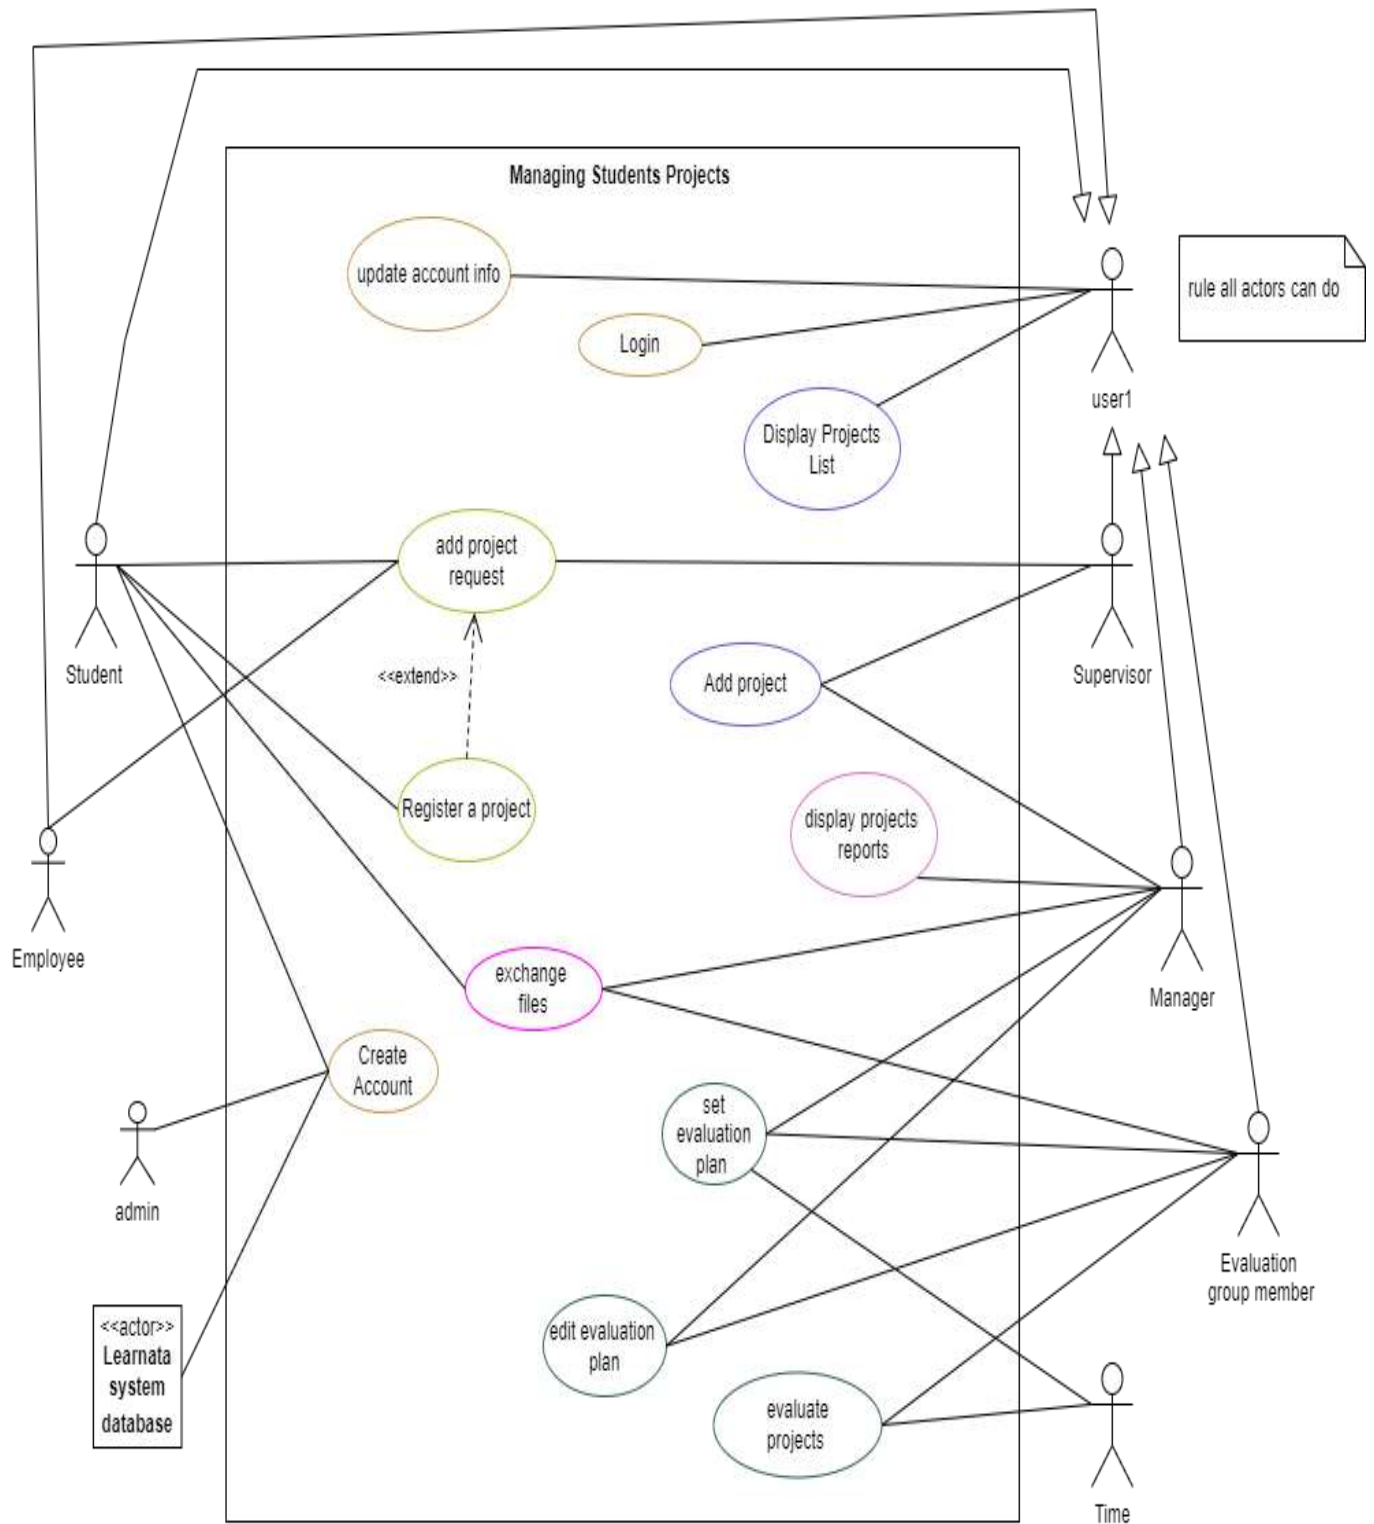 Managing Students Projects
update account info
rule all actors can do
Login
user1
Display Projects
List
add project
request
Student
<<extend>>
Supervisor
Add project
Register a project
display projects
reports
Employee
exchange
files
Manager
Create
Account
set
evaluation
plan
admin
Evaluation
group member
<<actor>>
Learnata
system
database
edit evaluation
plan
evaluate
projects
Time